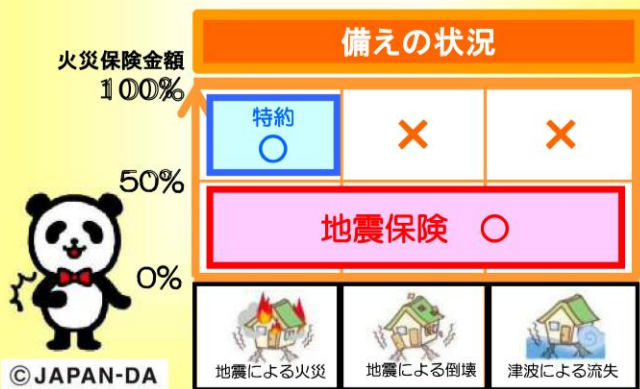 備えの状況
火災保険金額
100%
特約
○
×
×
50%
地震保険 ○
0%
地震による火災
地震による倒壊
津波による流失
©JAPAN-DA